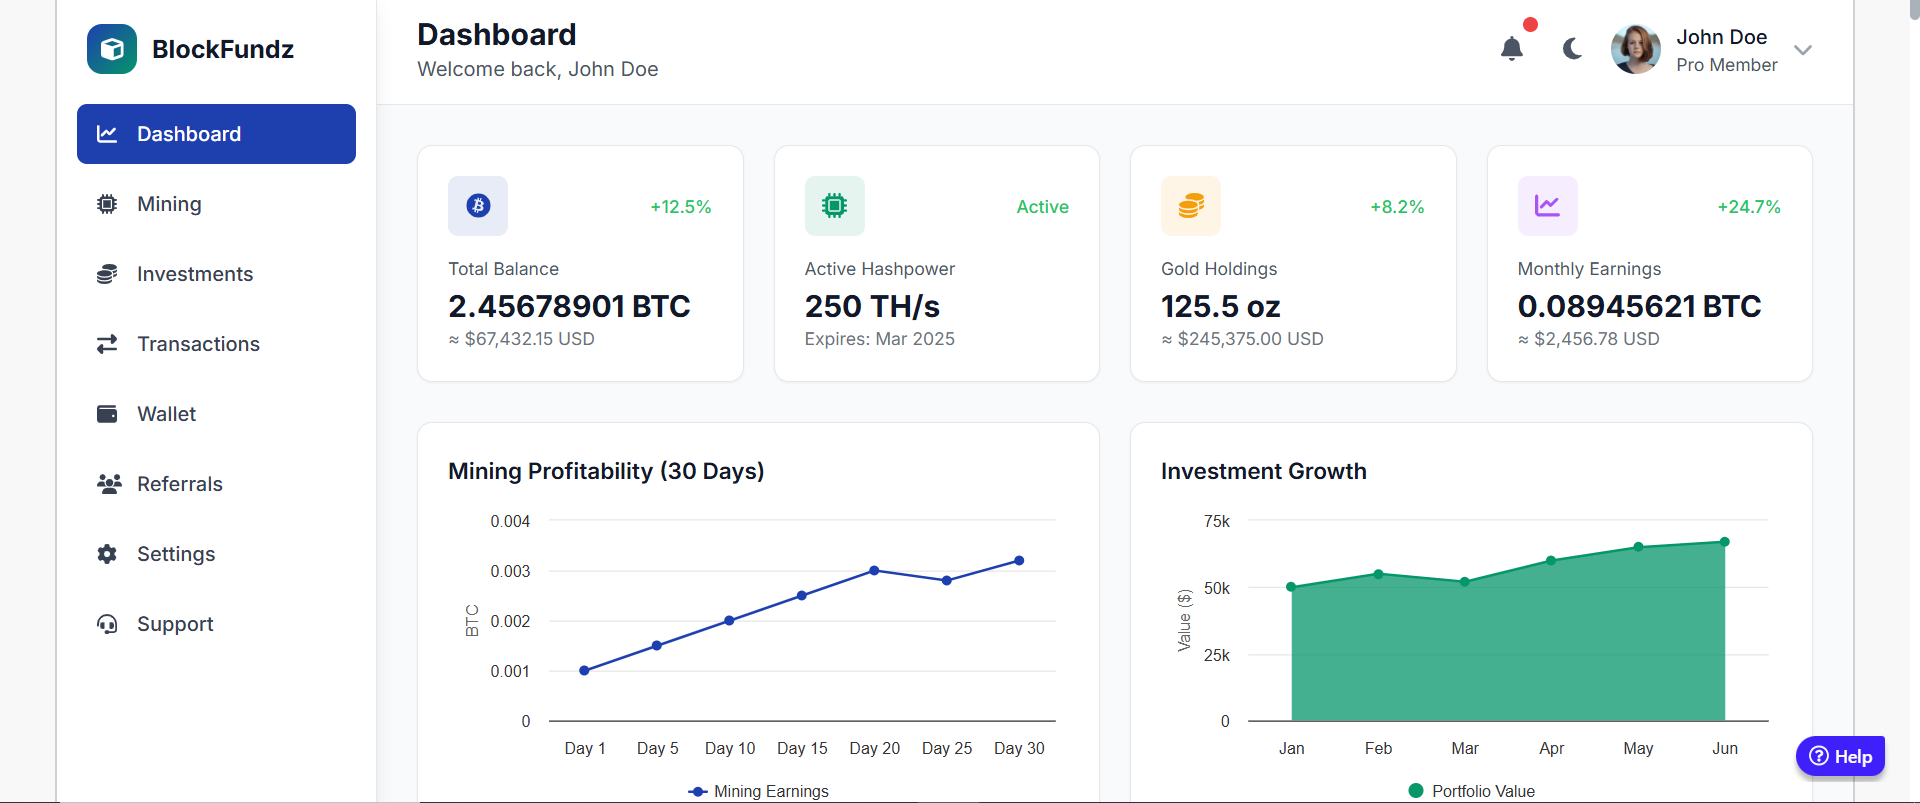 BlockFundz
Dashboard
Mining
Investments
Transactions
Wallet
Referrals
Settings
Support
Dashboard
Welcome back, John Doe
John Doe
Pro Member
+12.5%
Total Balance
2.45678901 BTC
≈ $67,432.15 USD
Active
Active Hashpower
250 TH/s
Expires: Mar 2025
+8.2%
Gold Holdings
125.5 oz
≈ $245,375.00 USD
+24.7%
Monthly Earnings
0.08945621 BTC
≈ $2,456.78 USD
Mining Profitability (30 Days)
0.004
0.003
0.002
0.001
0
BTC
Day 1 Day 5 Day 10 Day 15 Day 20 Day 25 Day 30
Mining Earnings
Investment Growth
75k
50k
25k
0
Value ($)
Jan Feb Mar Apr May Jun
Portfolio Value
Help